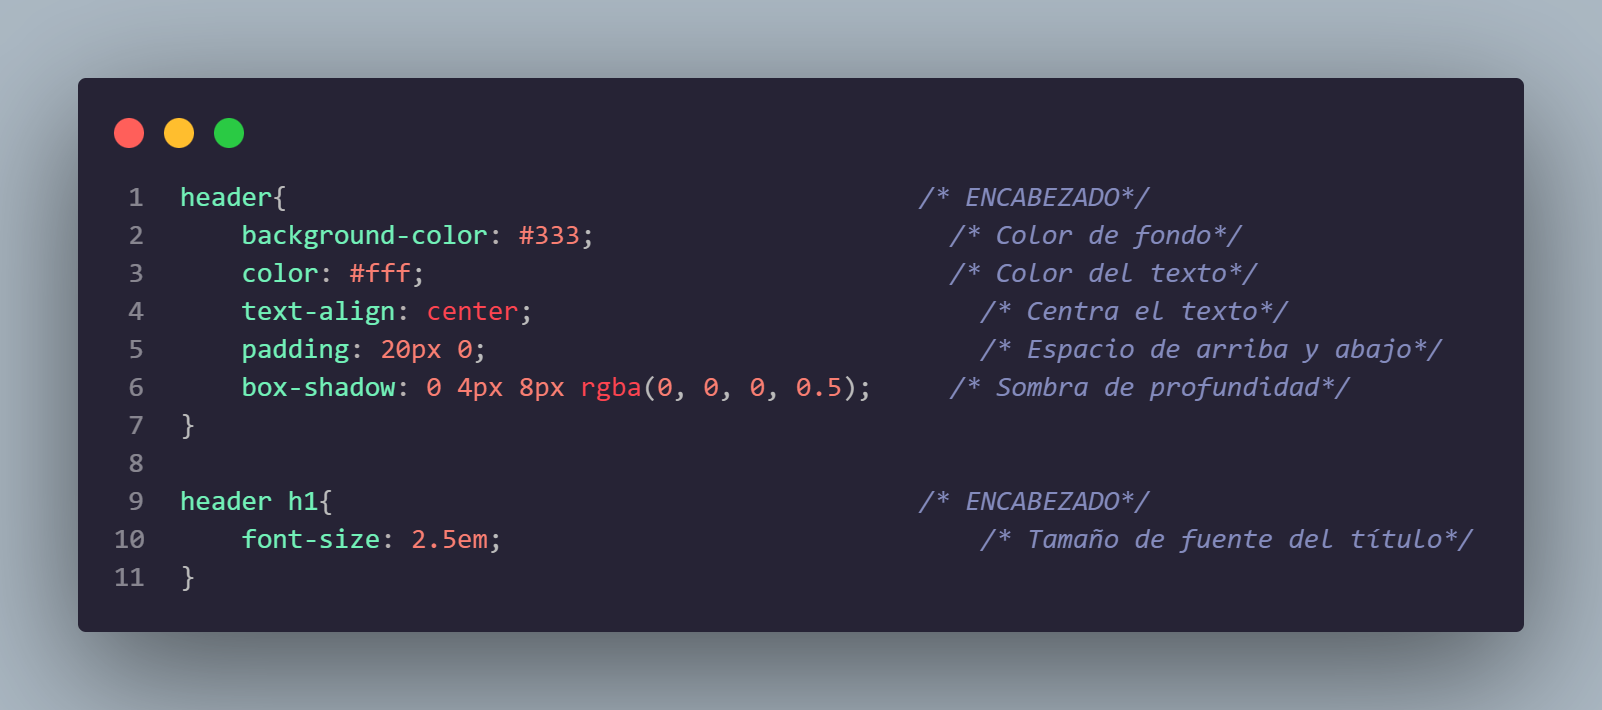 1 header{ /* ENCABEZADO*/
2 background-color: #333; /* Color de fondo*/
3 color: #fff; /* Color del texto*/
4 text-align: center; /* Centra el texto*/
5 padding: 20px 0; /* Espacio de arriba y abajo*/
6 box-shadow: 0 4px 8px rgba(0, 0, 0, 0.5); /* Sombra de profundidad*/
7 }
8
9 header h1{ /* ENCABEZADO*/
10 font-size: 2.5em; /* Tamaño de fuente del título*/
11 }